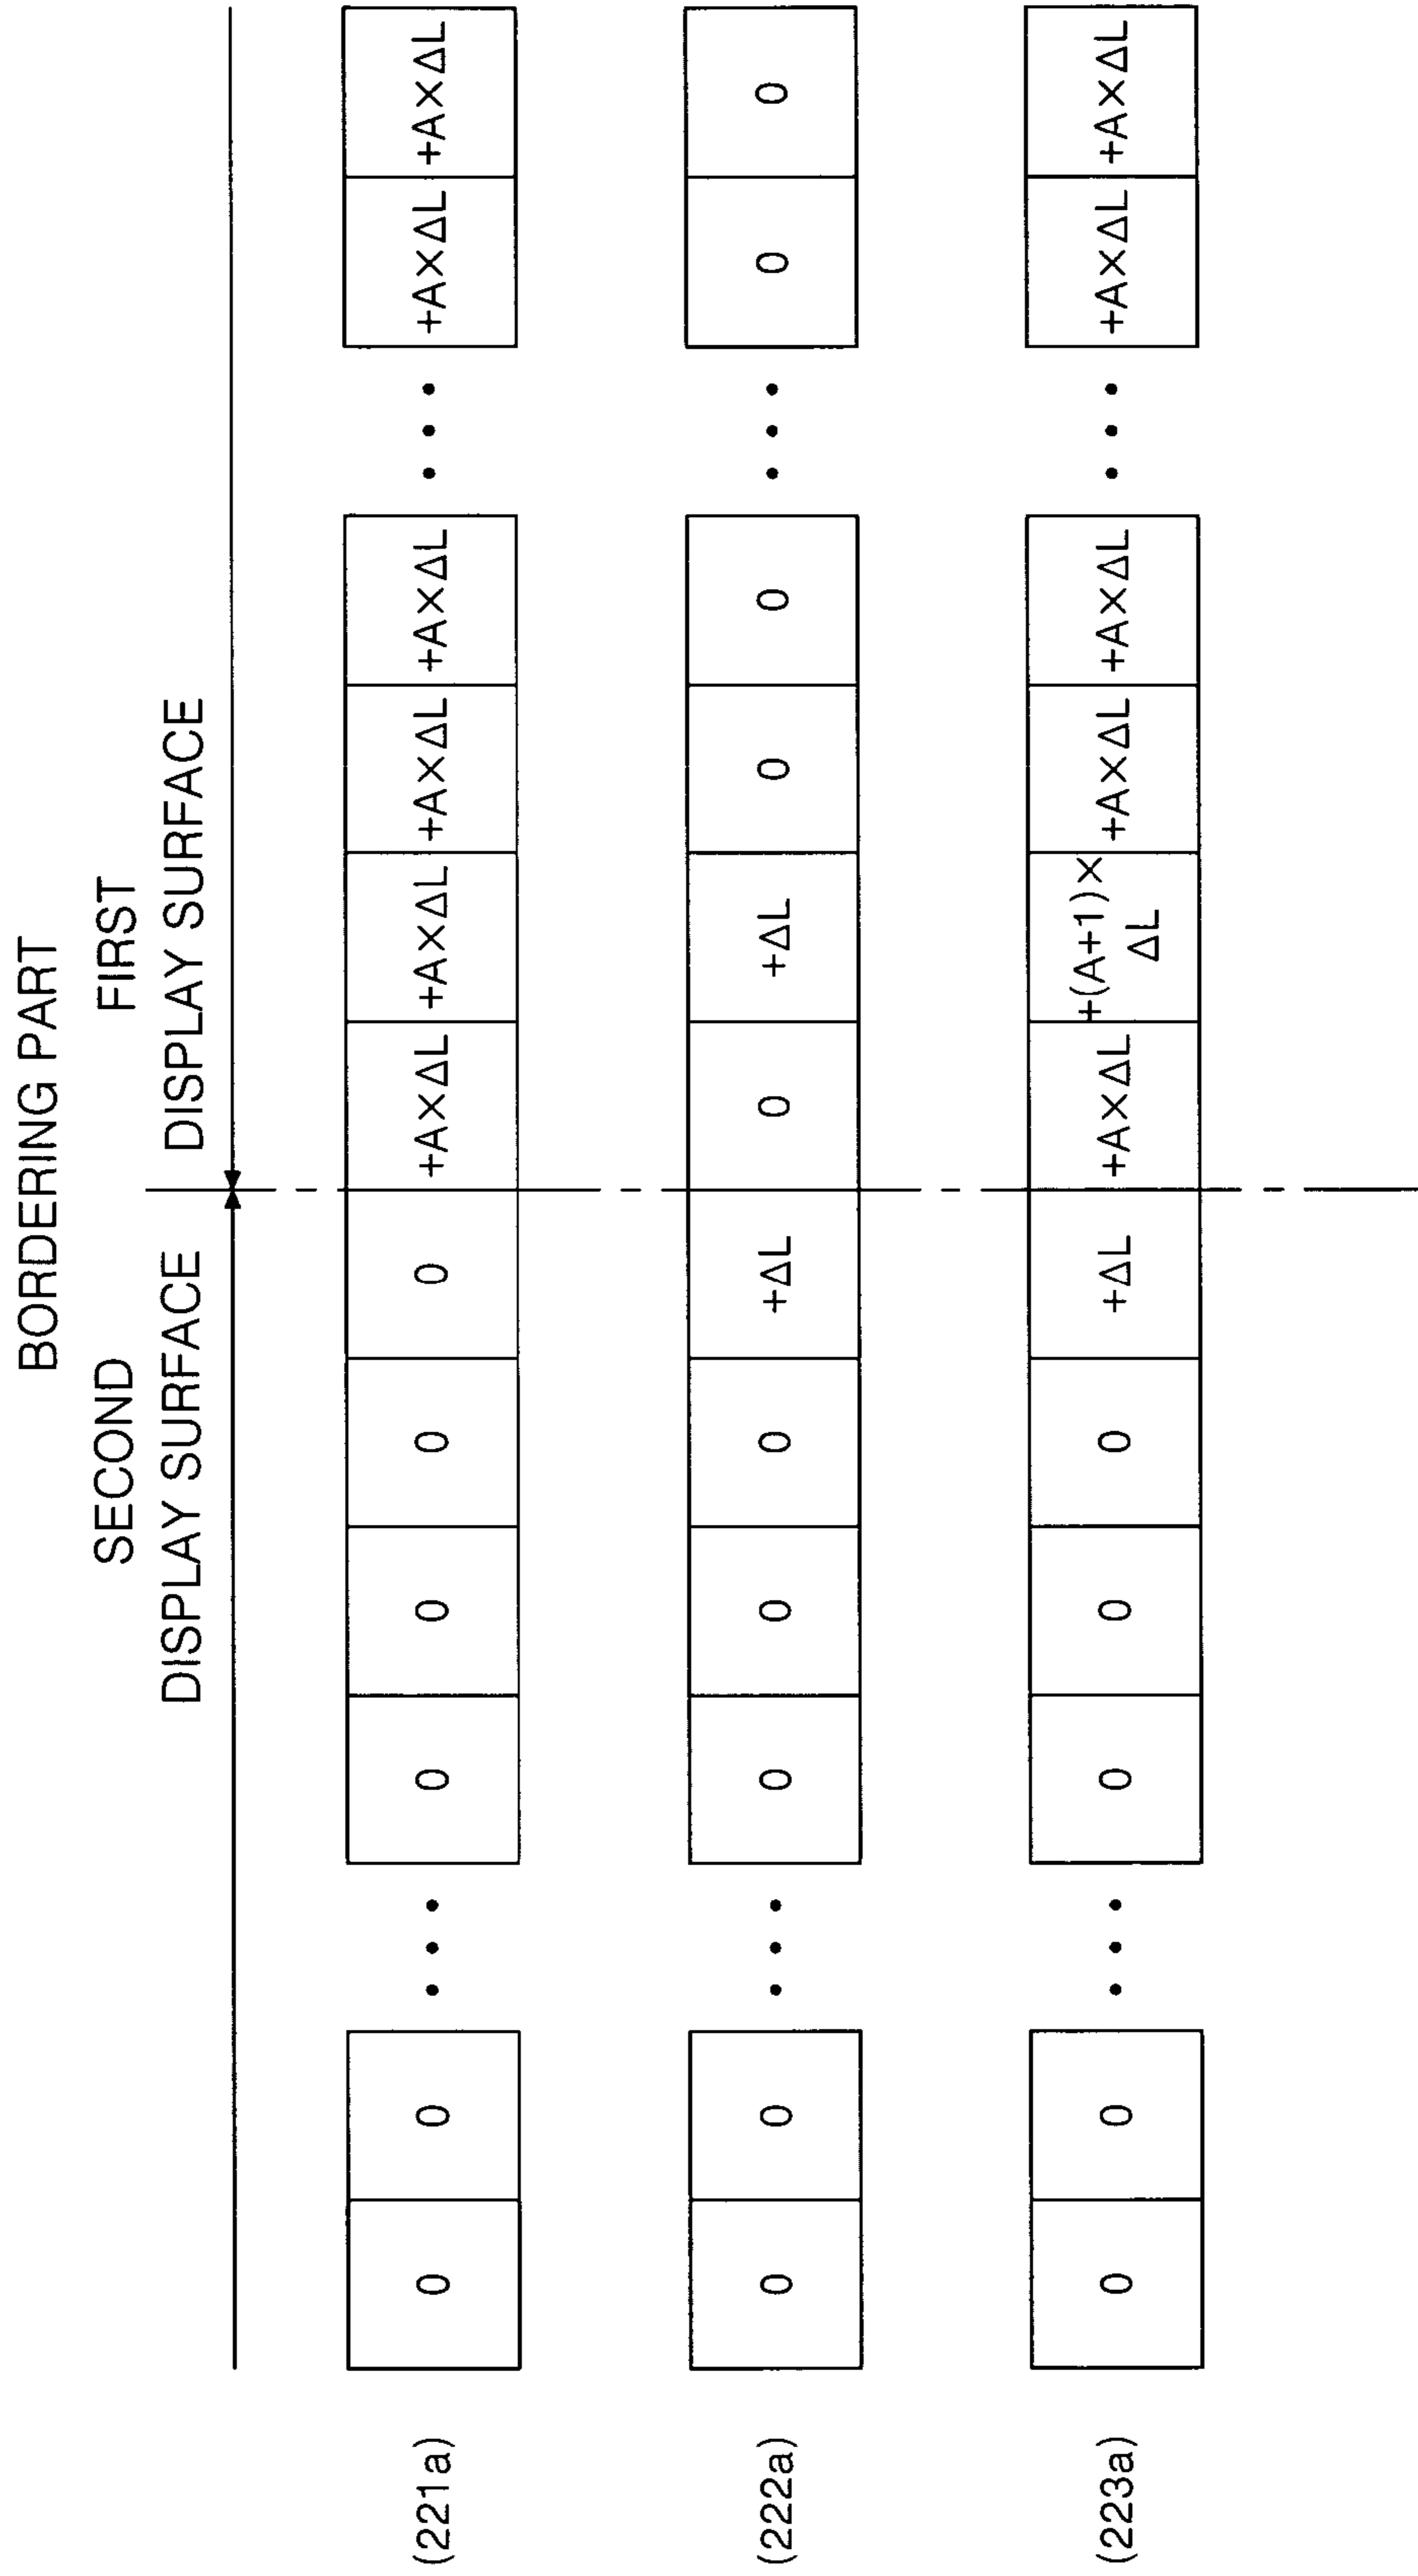 BORDERING PART
SECOND
DISPLAY SURFACE
FIRST
DISPLAY SURFACE
(221a) 0 0 ••• 0 0 0 0 +A×ΔL +A×ΔL +A×ΔL +A×ΔL ••• +A×ΔL +A×ΔL
(222a) 0 0 ••• 0 0 0 +ΔL 0 +ΔL 0 0 ••• 0 0
(223a) 0 0 ••• 0 0 0 +ΔL +A×ΔL +(A+1)× +A×ΔL +A×ΔL ••• +A×ΔL +A×ΔL
ΔL